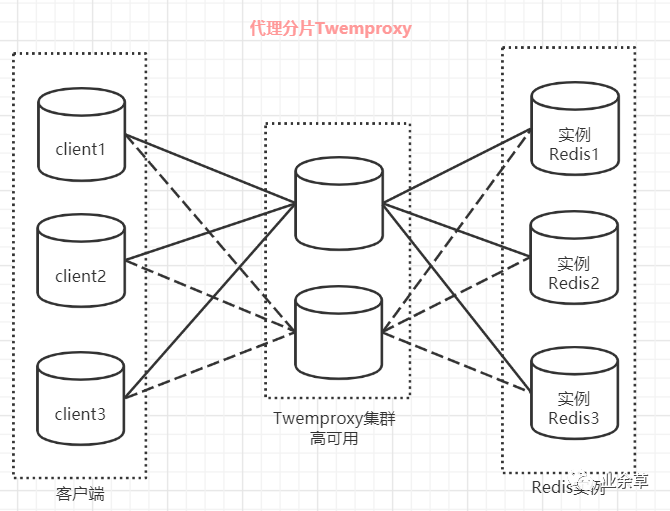 代理分片Twemproxy
client1
client2
client3
客户端
Twemproxy集群
高可用
实例
Redis1
实例
Redis2
实例
Redis3
Redis实例
业余草